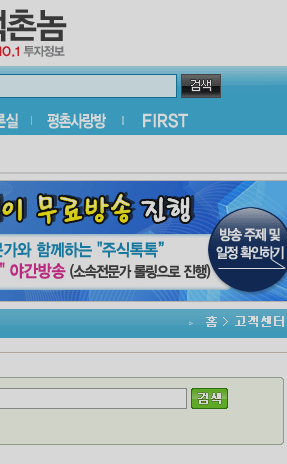 촌놈
NO.1 투자정보
검색
론실 | 평촌사랑방 | FIRST
이 무료방송 진행
문가와 함께하는 "주식톡톡"
" 야간방송 (소속전문가 롤링으로 진행)
방송 주제 및
일정 확인하기
홈 > 고객센터
검색